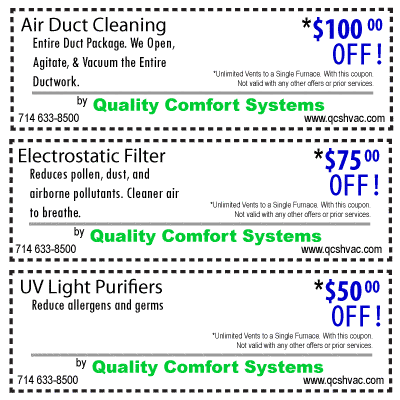 Air Duct Cleaning
*$100 00
OFF!
Entire Duct Package. We Open,
Agitate, & Vacuum the Entire
Ductwork.
*Unlimited Vents to a Single Furnace. With this coupon.
Not valid with any other offers or prior services.
by Quality Comfort Systems
714 633-8500
www.qcshvac.com
Electrostatic Filter
*$75 00
OFF!
Reduces pollen, dust, and
airborne pollutants. Cleaner air
to breathe.
*Unlimited Vents to a Single Furnace. With this coupon.
Not valid with any other offers or prior services.
by Quality Comfort Systems
714 633-8500
www.qcshvac.com
UV Light Purifiers
*$50 00
OFF!
Reduce allergens and germs
*Unlimited Vents to a Single Furnace. With this coupon.
Not valid with any other offers or prior services.
by Quality Comfort Systems
714 633-8500
www.qcshvac.com